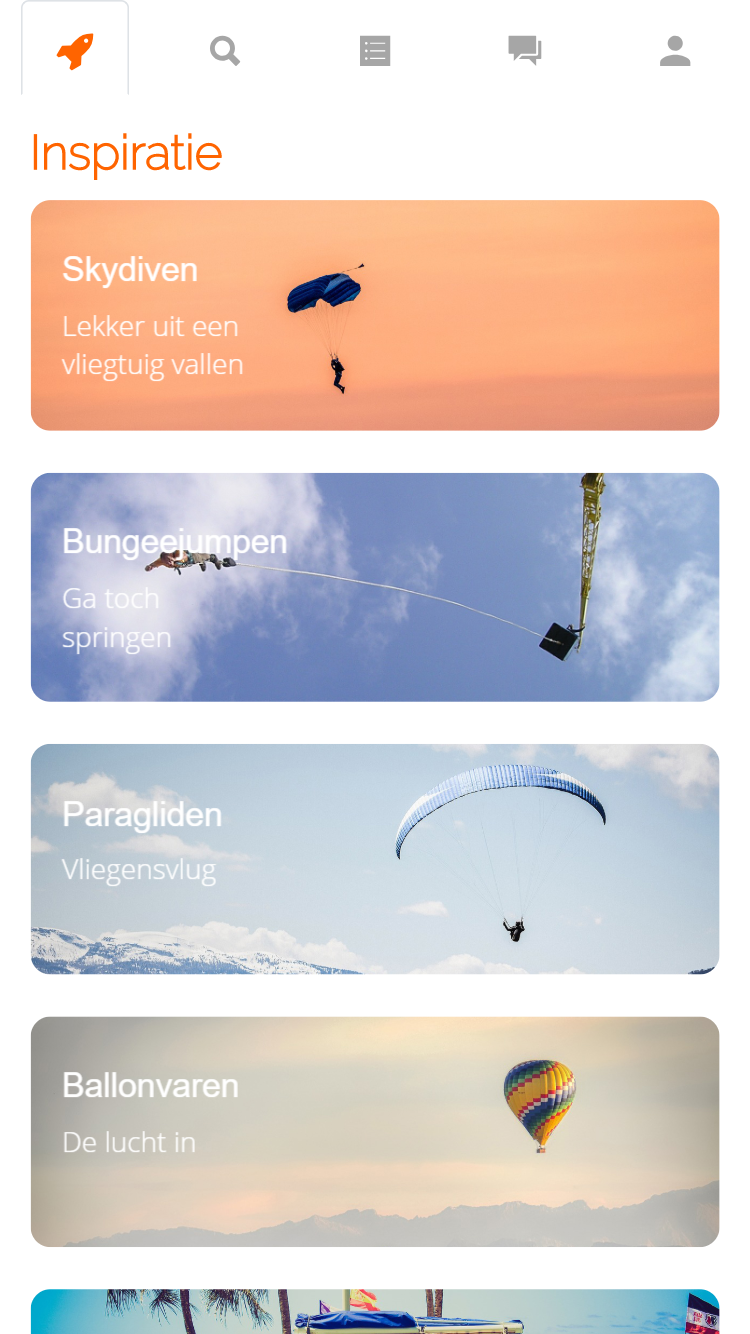 Inspiratie
Skydiven
Lekker uit een
vliegtuig vallen
Bungeejumpen
Ga toch
springen
Paragliden
Vliegensvlug
Ballonvaren
De lucht in